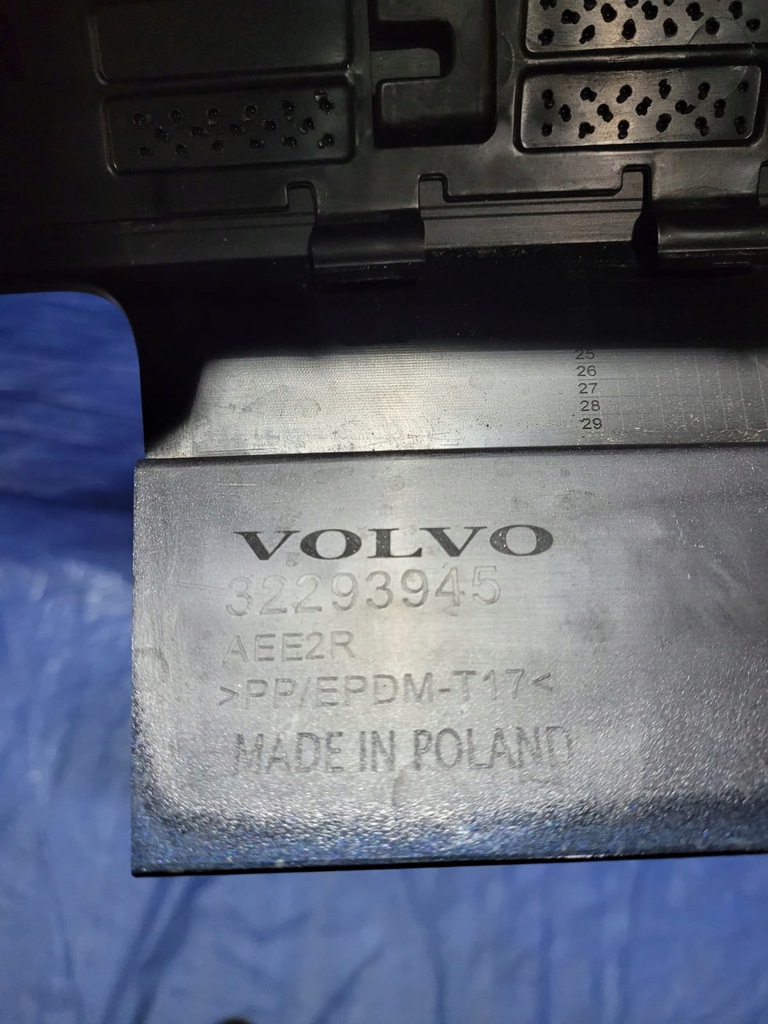 25
26
27
28
29
VOLVO
32293945
AEE2R
>PP/EPDM-T17<
MADE IN POLAND